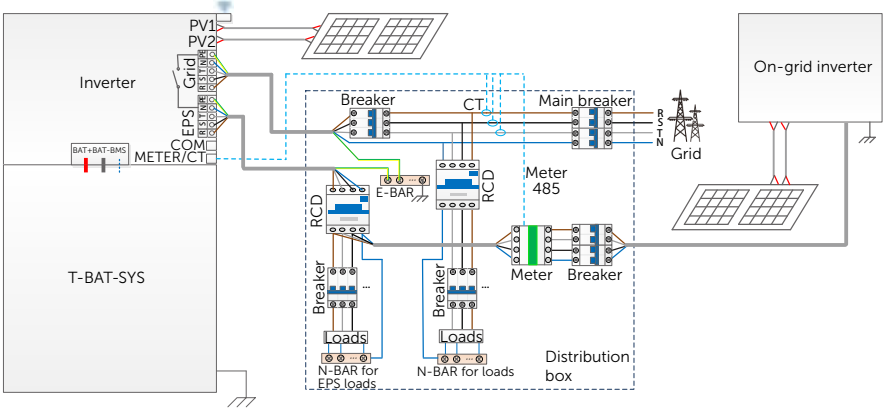 PV1
PV2
Inverter
Grid
PE
N
T
S
R
EPS
PE
N
T
S
R
COM
METER/CT
BAT+BAT-BMS
T-BAT-SYS
Breaker
CT
Main breaker
R
S
T
N
Grid
On-grid inverter
E-BAR
RCD
RCD
Meter
485
Meter
Breaker
Breaker
...
Breaker
...
Loads
Loads
N-BAR for
EPS loads
N-BAR for loads
Distribution
box